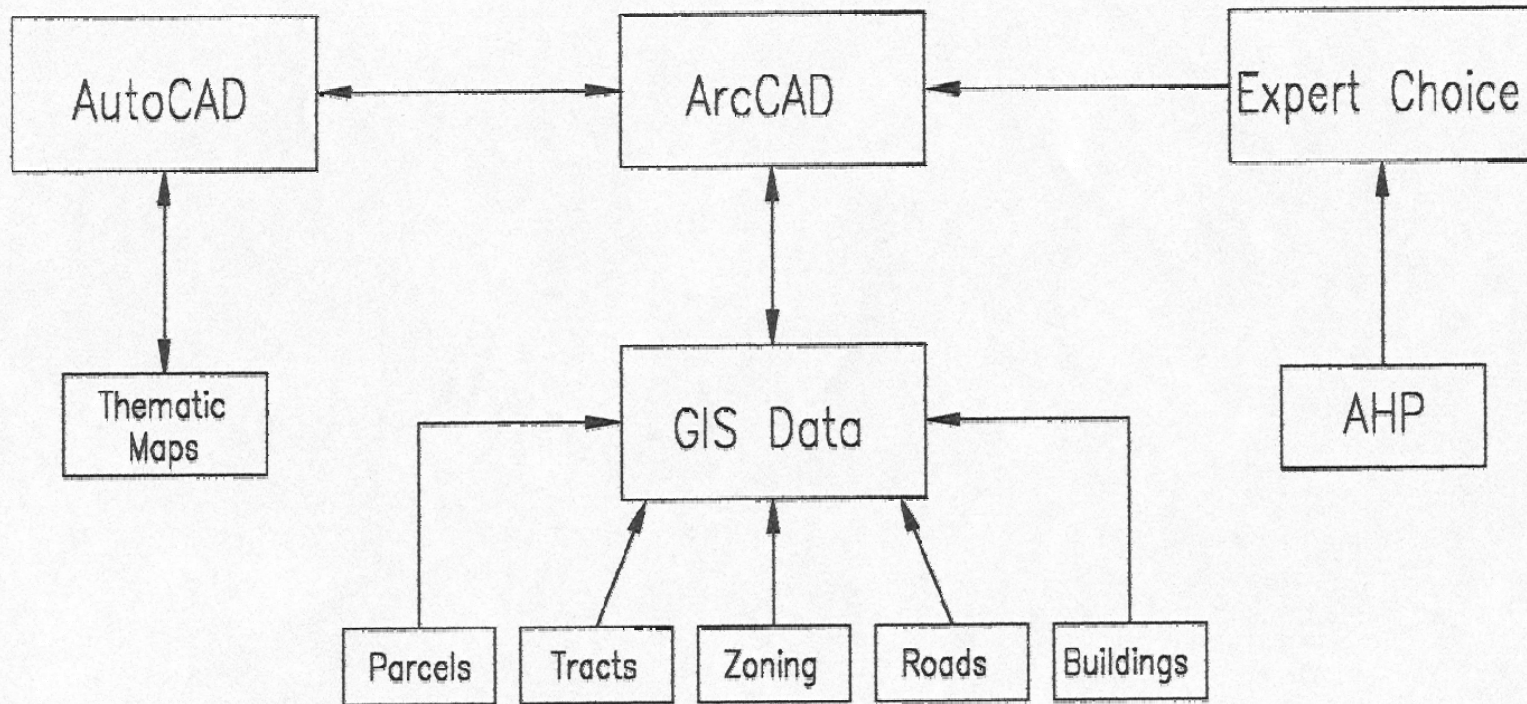 AutoCAD
ArcCAD
Expert Choice
Thematic
Maps
GIS Data
AHP
Parcels
Tracts
Zoning
Roads
Buildings